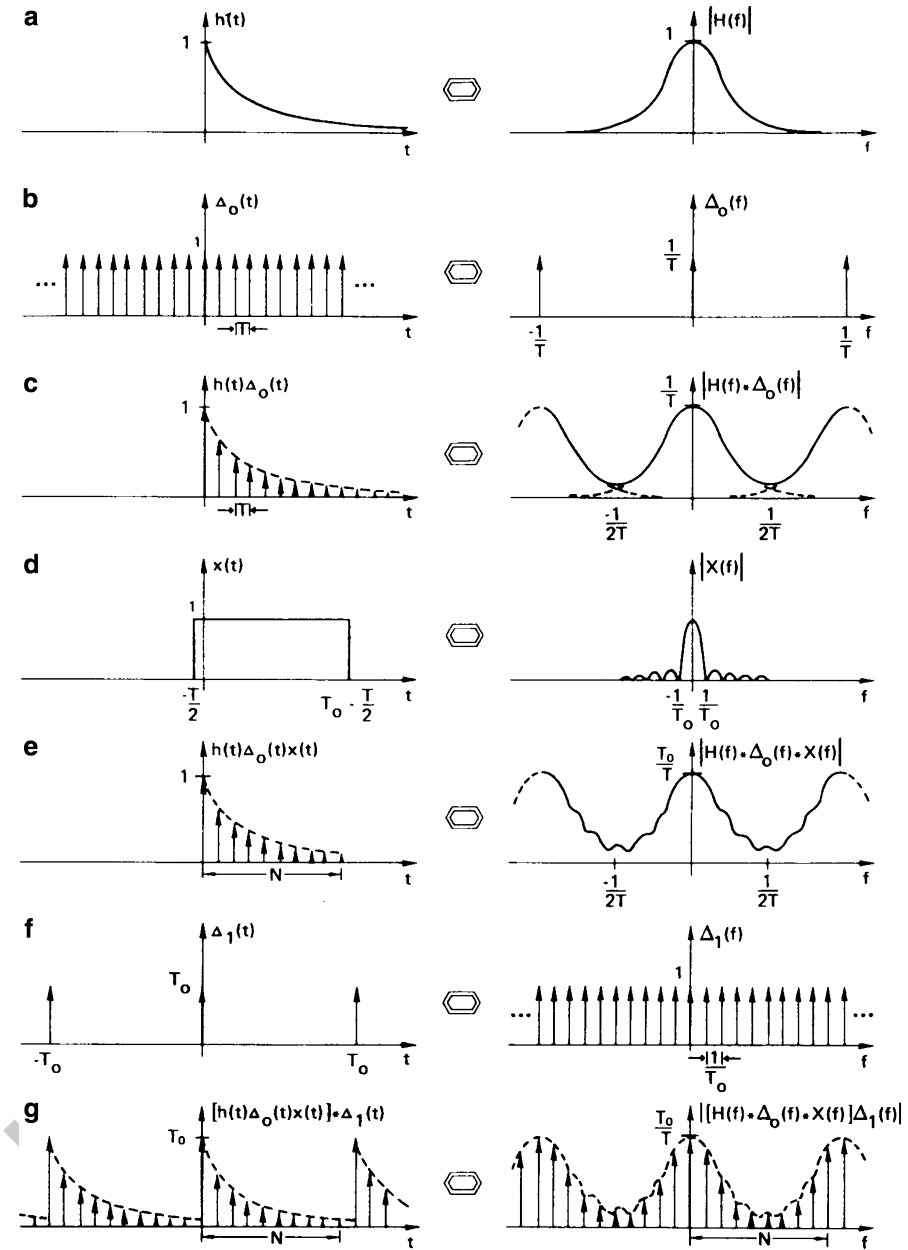 a
h(t)
1
t
|H(f)|
1
f
b
Δ₀(t)
1
...
...
T
t
Δ₀(f)
1/T
-1/T
1/T
f
c
h(t)Δ₀(t)
1
T
t
|H(f)*Δ₀(f)|
1/T
-1/2T
1/2T
f
d
x(t)
1
-T/2
T₀ - T/2
t
|X(f)|
-1/T₀
1/T₀
f
e
h(t)Δ₀(t)x(t)
1
N
t
|H(f)*Δ₀(f)*X(f)|
T₀/T
-1/2T
1/2T
f
f
Δ₁(t)
T₀
-T₀
T₀
t
Δ₁(f)
1
...
...
1/T₀
f
g
[h(t)Δ₀(t)x(t)]*Δ₁(t)
T₀
N
t
|[H(f)*Δ₀(f)*X(f)]Δ₁(f)|
T₀/T
N
f